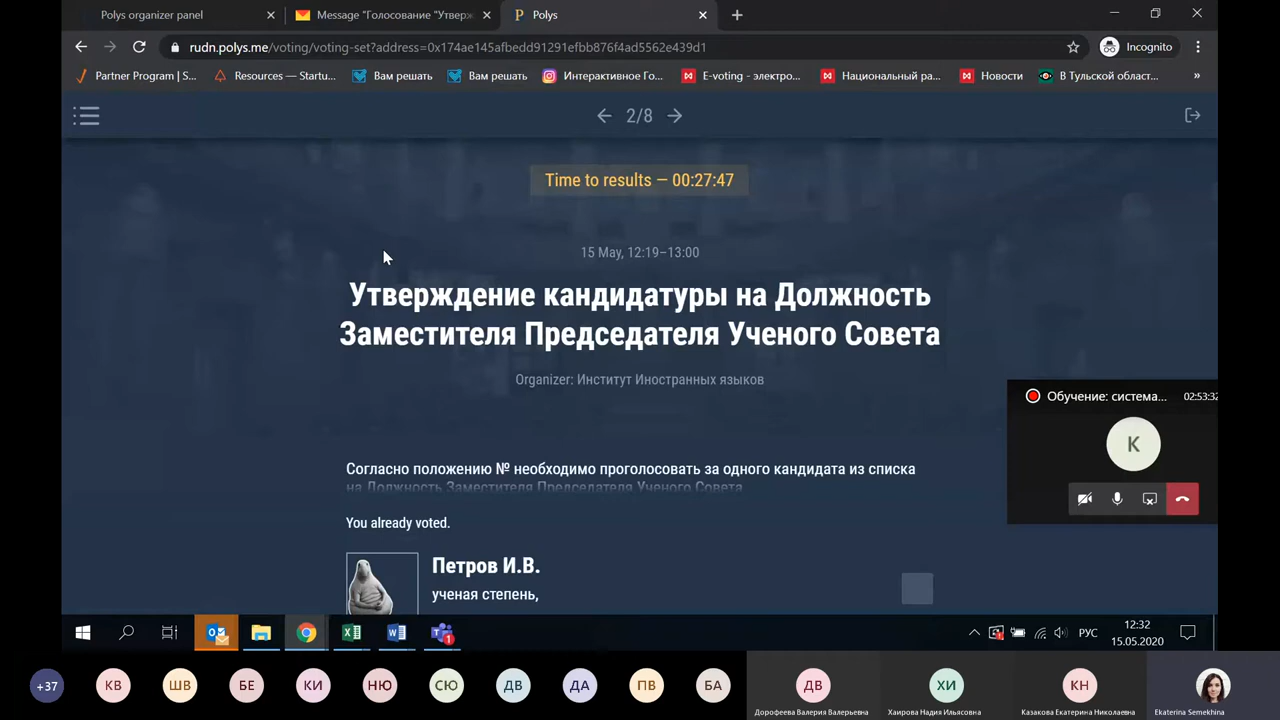 Polys organizer panel
Message "Голосование "Утверж
Polys
rudn.polys.me/voting/voting-set?address=0x174ae145afbedd91291efbb876f4ad5562e439d1
Incognito
Partner Program | S...
Resources — Startu...
Вам решать
Вам решать
Интерактивное Го...
E-voting - электро...
Национальный ра...
Новости
В Тульской област...
»
2/8
Time to results — 00:27:47
15 May, 12:19–13:00
Утверждение кандидатуры на Должность
Заместителя Председателя Ученого Совета
Organizer: Институт Иностранных языков
Обучение: система...
02:53:32
К
Согласно положению № необходимо проголосовать за одного кандидата из списка
на Должность Заместителя Председателя Ученого Совета
You already voted.
Петров И.В.
ученая степень,
РУС
12:32
15.05.2020
+37
КВ
ШВ
БЕ
КИ
НЮ
СЮ
ДВ
ДА
ПВ
БА
ДВ
Дорофеева Валерия Валерьевна
ХИ
Хаирова Надия Ильясовна
КН
Казакова Екатерина Николаевна
Ekaterina Semekhina